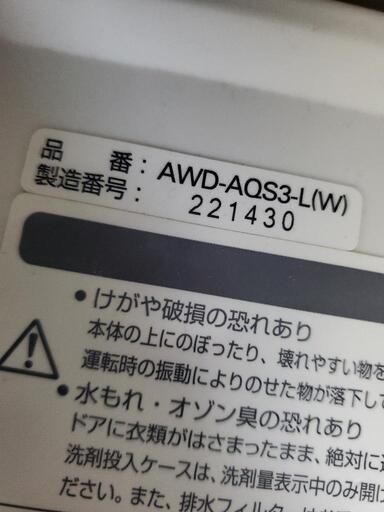 品　番：AWD-AQS3-L(W)
製造番号：221430
• けがや破損の恐れあり
本体の上にのぼったり、壊れやすい物を
運転時の振動によりのせた物が落下して
• 水もれ・オゾン臭の恐れあり
ドアに衣類がはさまったまま、絶対に
洗剤投入ケースは、洗剤量表示中のみ開け
ださい。また、排水フィルターは